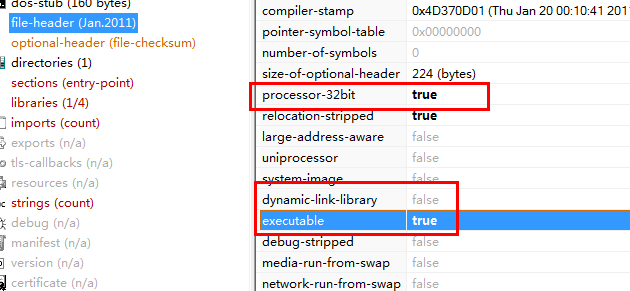 dos-stub (160 bytes)
file-header (Jan.2011)
optional-header (file-checksum)
directories (1)
sections (entry-point)
libraries (1/4)
imports (count)
exports (n/a)
tls-callbacks (n/a)
resources (n/a)
abc strings (count)
debug (n/a)
manifest (n/a)
version (n/a)
certificate (n/a)
compiler-stamp 0x4D370D01 (Thu Jan 20 00:10:41 201
pointer-symbol-table 0x00000000
number-of-symbols 0
size-of-optional-header 224 (bytes)
processor-32bit true
relocation-stripped true
large-address-aware false
uniprocessor false
system-image false
dynamic-link-library false
executable true
debug-stripped false
media-run-from-swap false
network-run-from-swap false